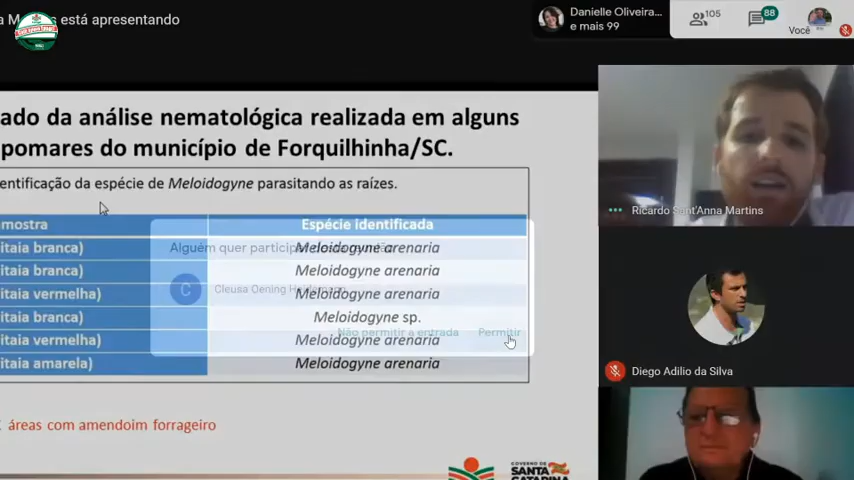 a M s está apresentando
Danielle Oliveira...
e mais 99
105
88
Você
ado da análise nematológica realizada em alguns
pomares do município de Forquilhinha/SC.
entificação da espécie de Meloidogyne parasitando as raízes.
mostra
Espécie identificada
itaia branca)
Meloidogyne arenaria
itaia branca)
Meloidogyne arenaria
itaia vermelha)
Meloidogyne arenaria
itaia branca)
Meloidogyne sp.
itaia vermelha)
Meloidogyne arenaria
itaia amarela)
Meloidogyne arenaria
Alguém quer participar
C
Cleusa Oening
Não permitir a entrada
Permitir
áreas com amendoim forrageiro
GOVERNO DE
SANTA
CATARINA
Ricardo Sant'Anna Martins
Diego Adilio da Silva